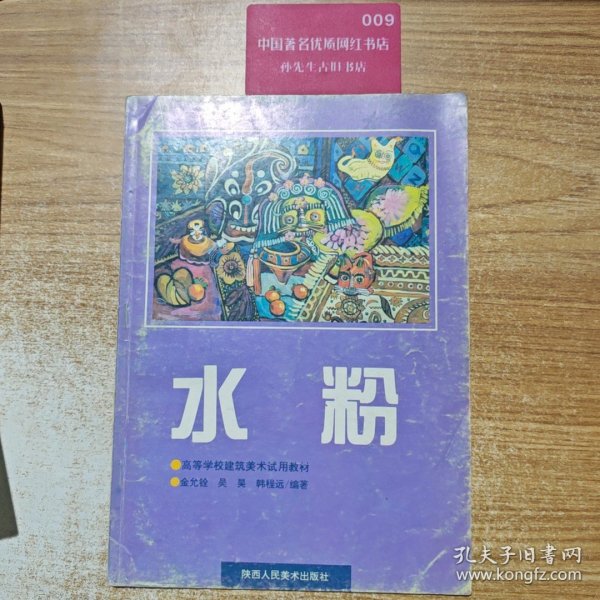 009
中国著名优质网红书店
孙先生古旧书店
水 粉
高等学校建筑美术试用教材
金允铨 吴 昊 韩程远/编著
陕西人民美术出版社
孔夫子旧书网
www.kongfz.com